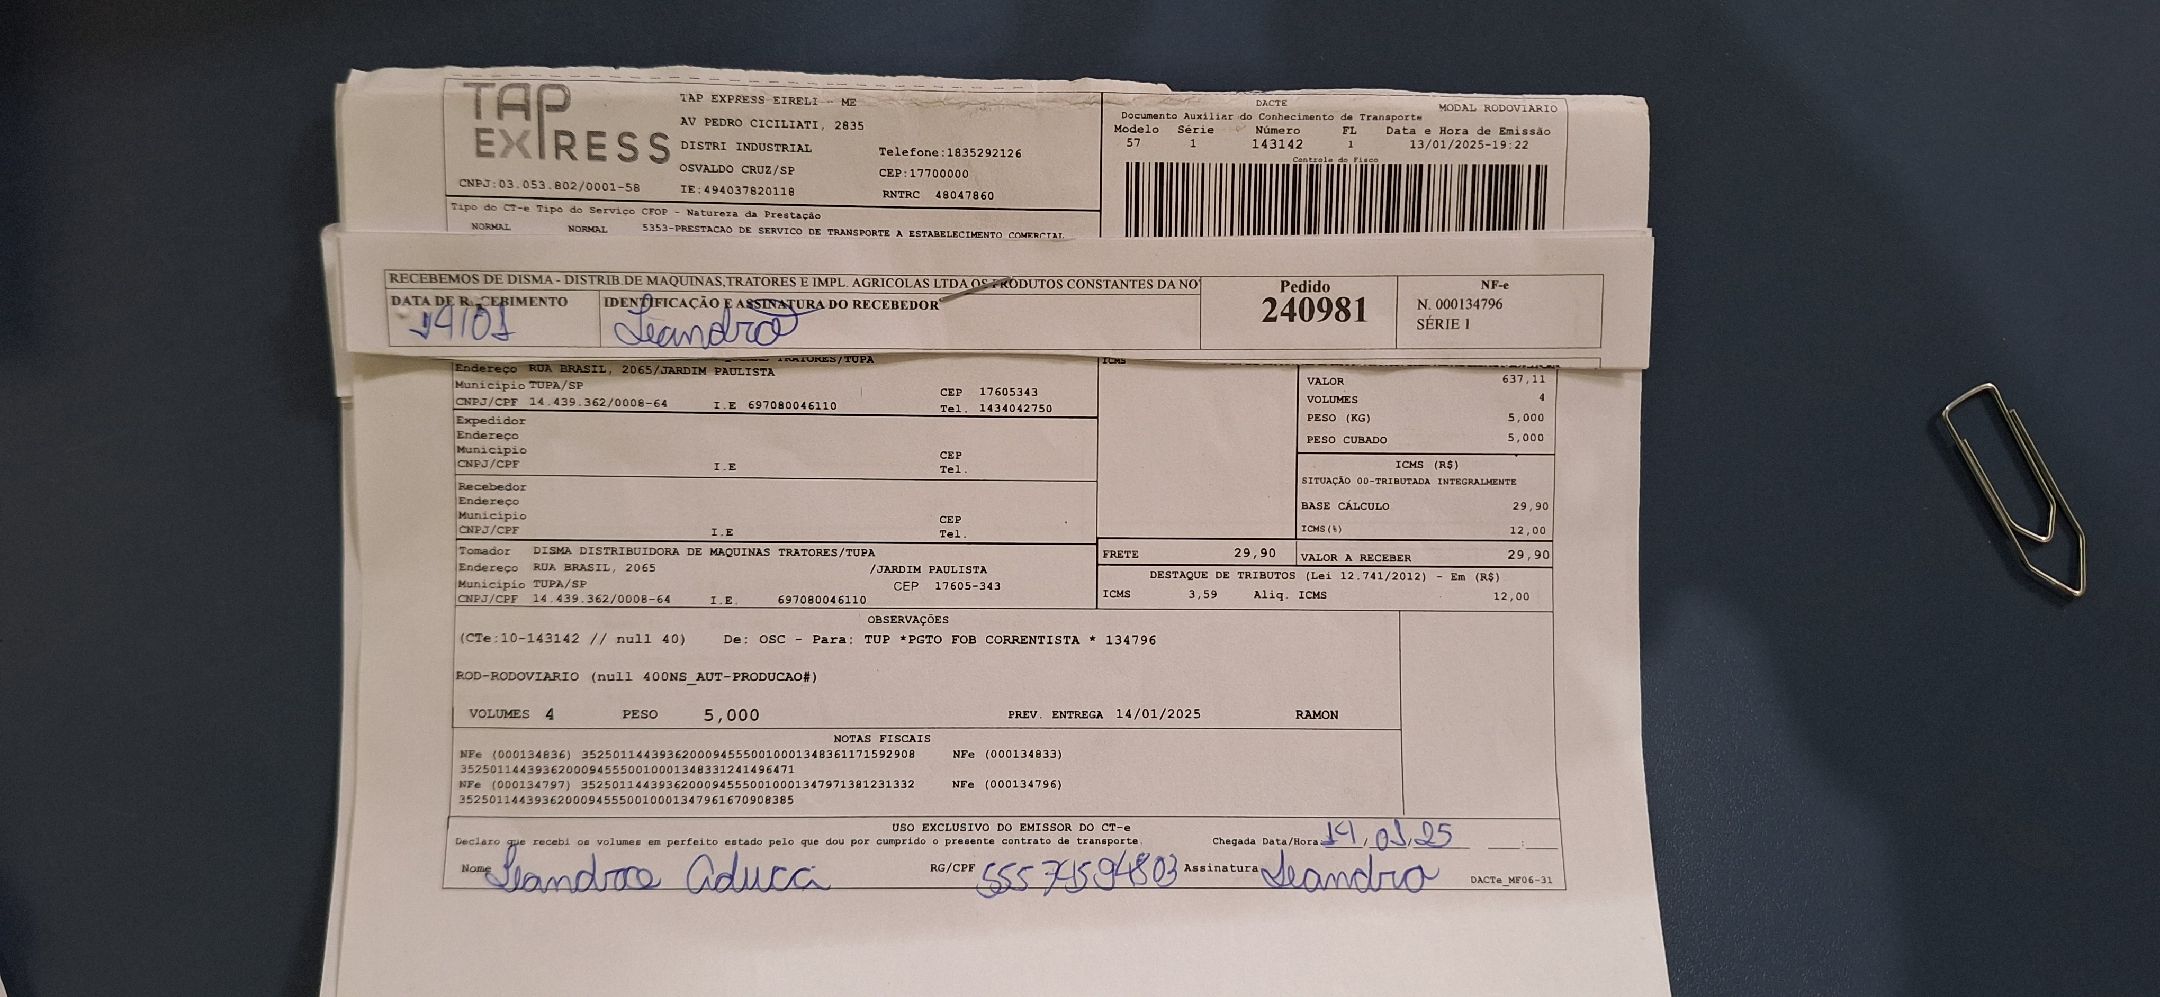 TAP EXPRESS
TAP EXPRESS EIRELI - ME
AV PEDRO CICILIATI, 2835
DISTRI INDUSTRIAL
Telefone:1835292126
OSVALDO CRUZ/SP
CEP:17700000
CNPJ:03.053.802/0001-58
IE:494037820118
RNTRC 48047860
DACTE
MODAL RODOVIARIO
Documento Auxiliar do Conhecimento de Transporte
Modelo Série Número FL Data e Hora de Emissão
57 1 143142 1 13/01/2025-19:22
Controle do Fisco
Tipo do CT-e Tipo do Serviço CFOP - Natureza da Prestação
NORMAL NORMAL 5353-PRESTACAO DE SERVICO DE TRANSPORTE A ESTABELECIMENTO COMERCIAL
RECEBEMOS DE DISMA - DISTRIB DE MAQUINAS,TRATORES E IMPL. AGRICOLAS LTDA OS PRODUTOS CONSTANTES DA NO
DATA DE RECEBIMENTO
14/01
IDENTIFICAÇÃO E ASSINATURA DO RECEBEDOR
Leandro
Pedido
240981
NF-e
N. 000134796
SÉRIE 1
TRATORES/TUPA
Endereço RUA BRASIL, 2065/JARDIM PAULISTA
Municipio TUPA/SP CEP 17605343
CNPJ/CPF 14.439.362/0008-64 I.E 697080046110 Tel. 1434042750
Expedidor
Endereço
Municipio CEP
CNPJ/CPF I.E Tel.
Recebedor
Endereço
Municipio CEP
CNPJ/CPF I.E Tel.
Tomador DISMA DISTRIBUIDORA DE MAQUINAS TRATORES/TUPA
Endereço RUA BRASIL, 2065 /JARDIM PAULISTA
Municipio TUPA/SP CEP 17605-343
CNPJ/CPF 14.439.362/0008-64 I.E. 697080046110
ICMS
VALOR 637,11
VOLUMES 4
PESO (KG) 5,000
PESO CUBADO 5,000
ICMS (R$)
SITUAÇÃO 00-TRIBUTADA INTEGRALMENTE
BASE CÁLCULO 29,90
ICMS(%) 12,00
FRETE 29,90 VALOR A RECEBER 29,90
DESTAQUE DE TRIBUTOS (Lei 12.741/2012) - Em (R$)
ICMS 3,59 Aliq. ICMS 12,00
OBSERVAÇÕES
(CTe:10-143142 // null 40) De: OSC - Para: TUP *PGTO FOB CORRENTISTA * 134796
ROD-RODOVIARIO (null 400NS_AUT-PRODUCAO#)
VOLUMES 4 PESO 5,000 PREV. ENTREGA 14/01/2025 RAMON
NOTAS FISCAIS
NFe (000134836) 35250114439362000945550010001348361171592908 NFe (000134833)
35250114439362000945550010001348331241496471
NFe (000134797) 35250114439362000945550010001347971381231332 NFe (000134796)
35250114439362000945550010001347961670908385
USO EXCLUSIVO DO EMISSOR DO CT-e
Declaro que recebi os volumes em perfeito estado pelo que dou por cumprido o presente contrato de transporte. Chegada Data/Hora 14/01/25 __:__
Nome Leandro RG/CPF 55574594803 Assinatura Leandro DACTe_MF06-31